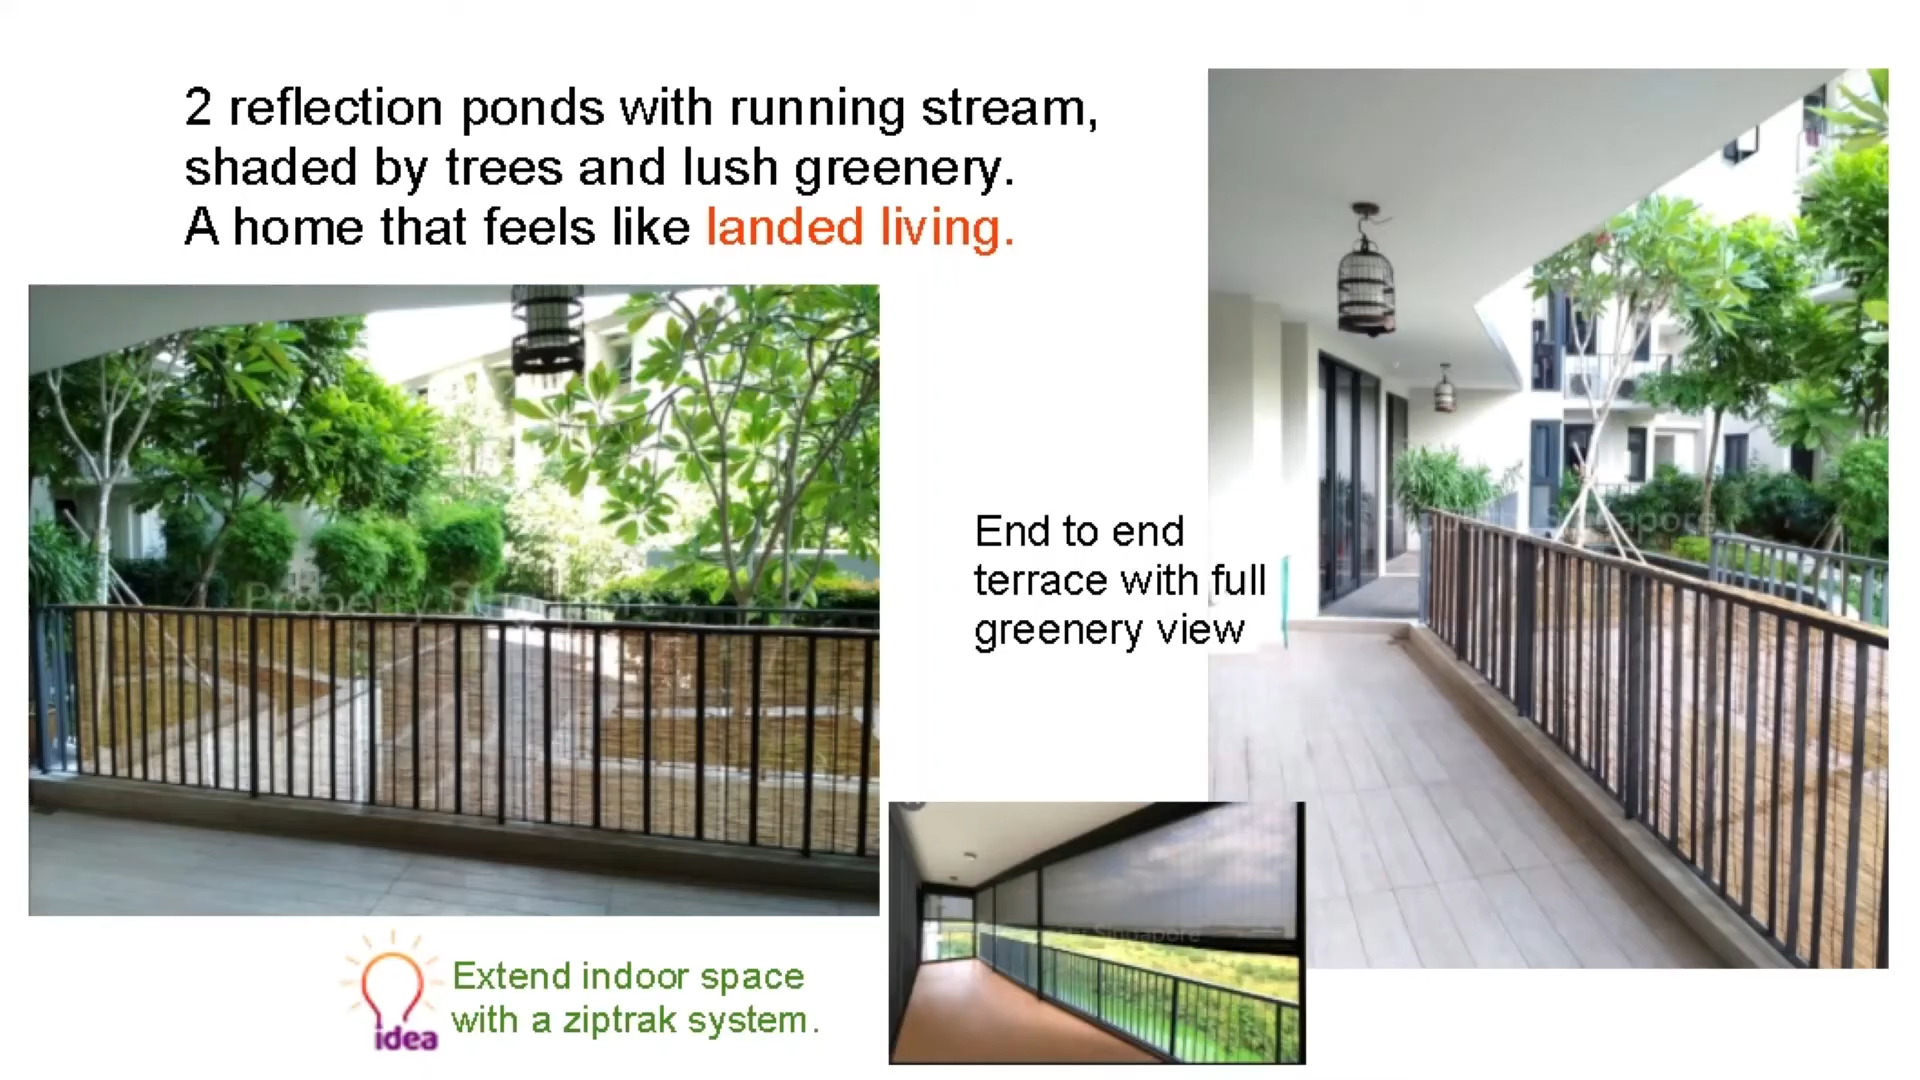 2 reflection ponds with running stream,
shaded by trees and lush greenery.
A home that feels like landed living.
End to end
terrace with full
greenery view
Extend indoor space
with a ziptrak system.
idea
Singapore